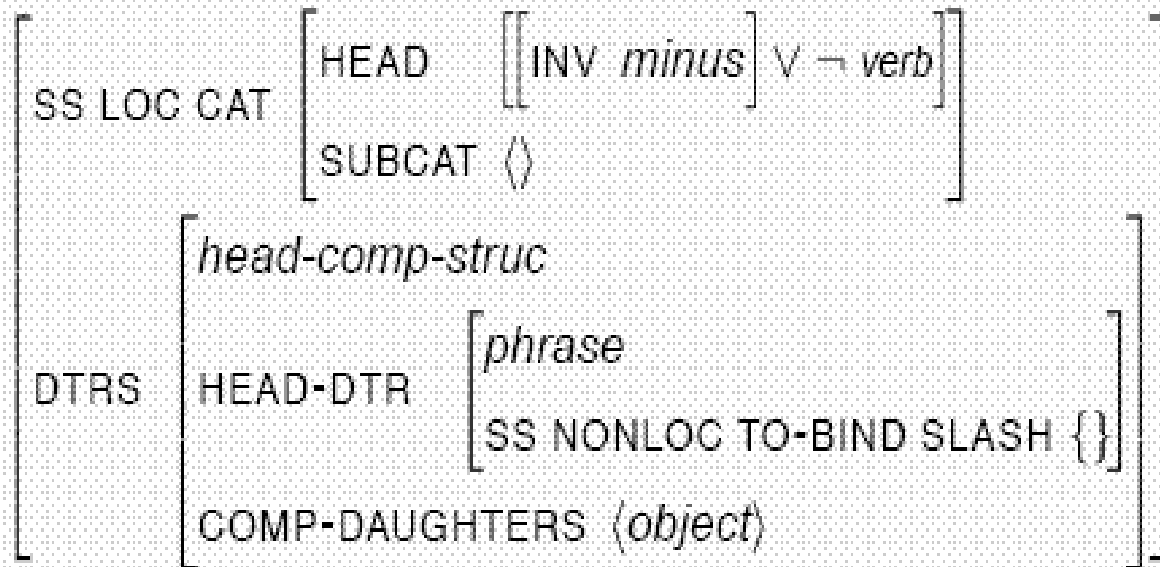 HEAD [[INV minus] ∨ ¬ verb]
SS LOC CAT
SUBCAT ⟨⟩
head-comp-struc
phrase
DTRS HEAD-DTR
SS NONLOC TO-BIND SLASH {}
COMP-DAUGHTERS ⟨object⟩